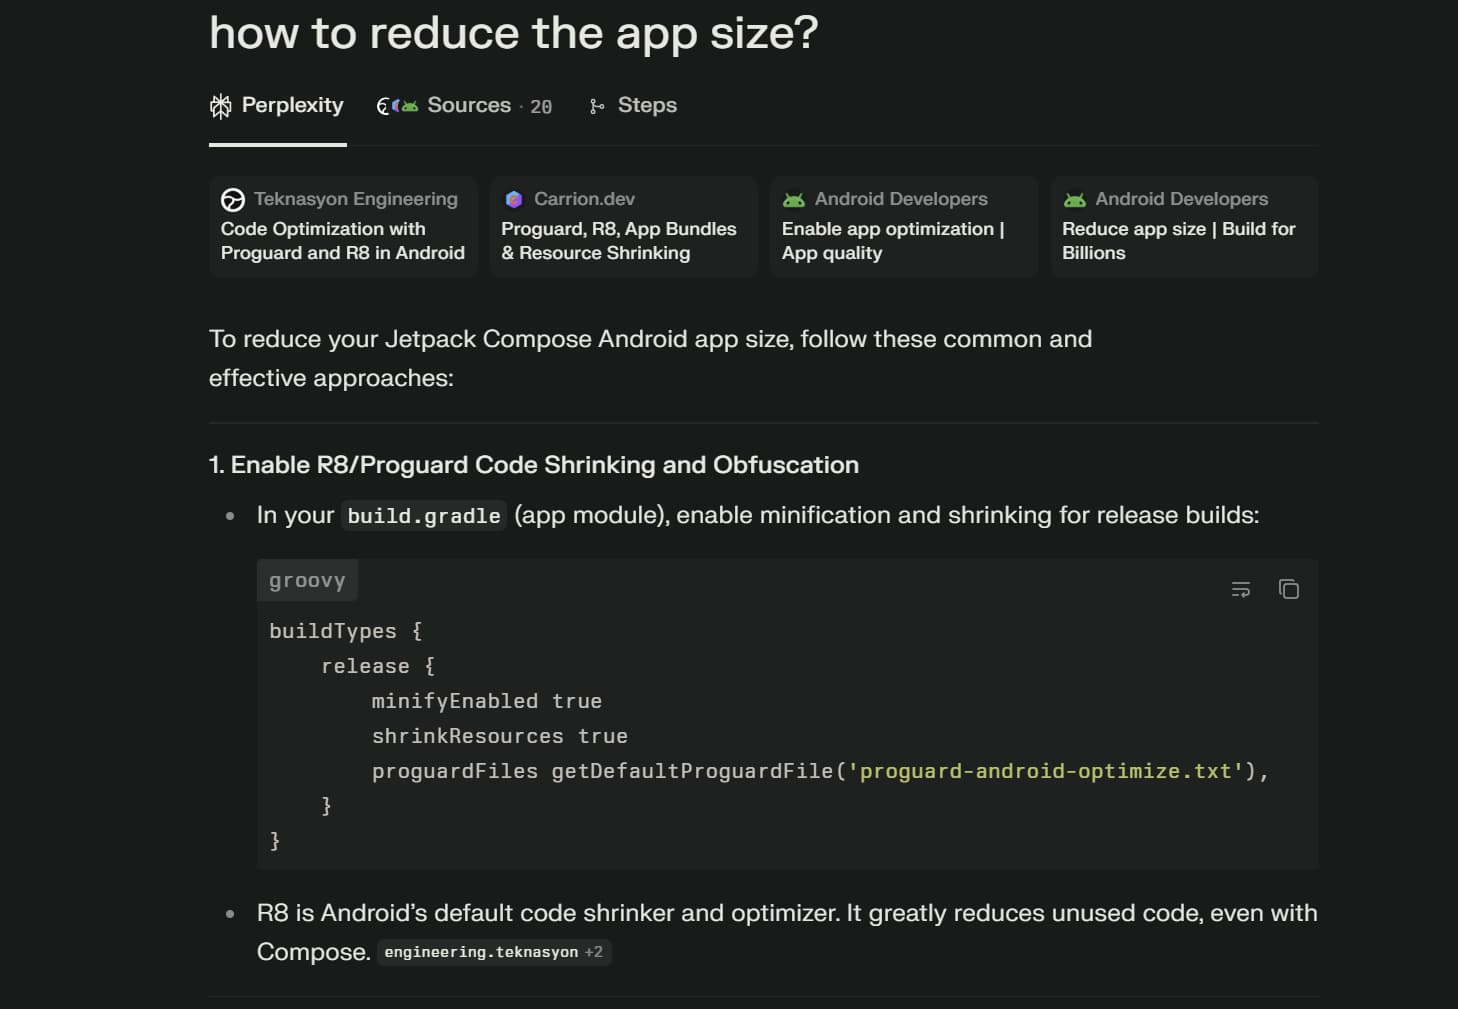 how to reduce the app size?
Perplexity
Sources · 20
Steps
Teknasyon Engineering
Code Optimization with
Proguard and R8 in Android
Carrion.dev
Proguard, R8, App Bundles
& Resource Shrinking
Android Developers
Enable app optimization |
App quality
Android Developers
Reduce app size | Build for
Billions
To reduce your Jetpack Compose Android app size, follow these common and
effective approaches:
1. Enable R8/Proguard Code Shrinking and Obfuscation
• In your build.gradle (app module), enable minification and shrinking for release builds:
groovy
buildTypes {
    release {
        minifyEnabled true
        shrinkResources true
        proguardFiles getDefaultProguardFile('proguard-android-optimize.txt'),
    }
}
• R8 is Android’s default code shrinker and optimizer. It greatly reduces unused code, even with
Compose. engineering.teknasyon +2